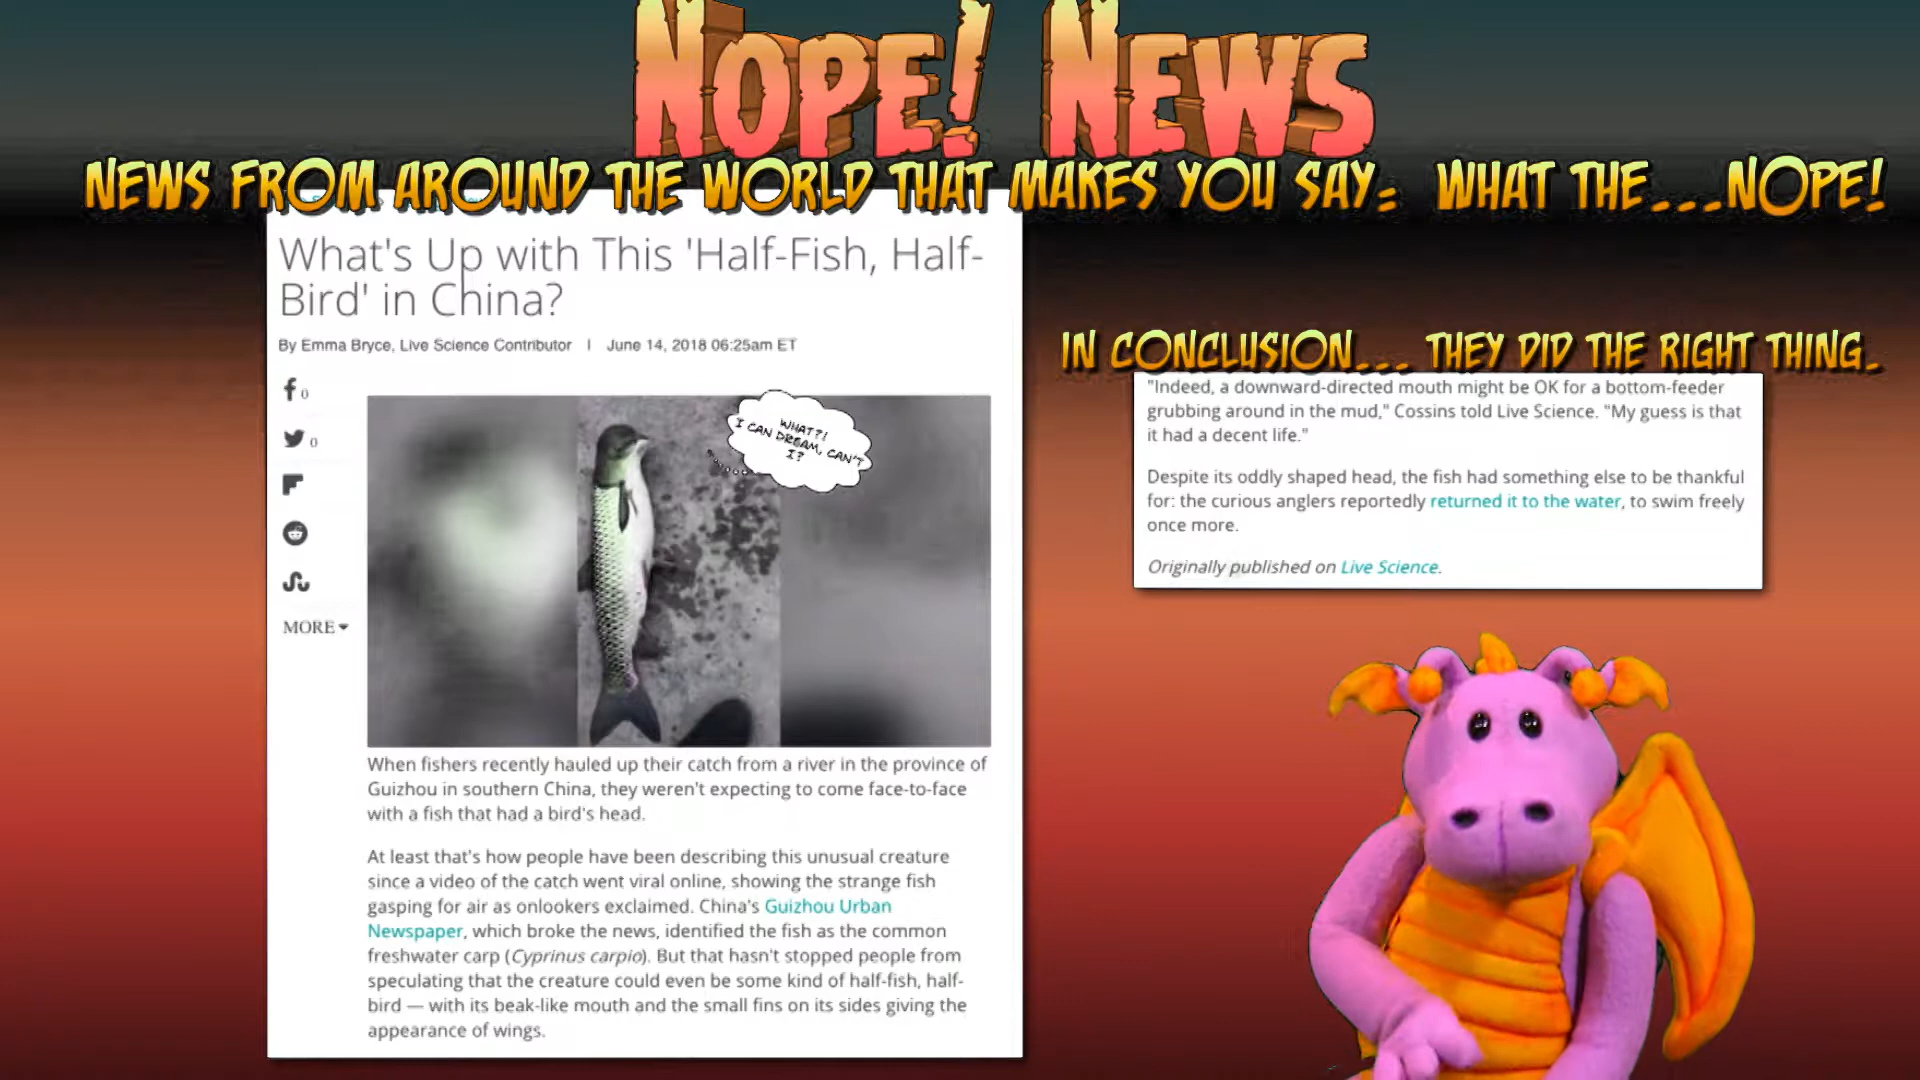 NOPE! NEWS
NEWS FROM AROUND THE WORLD THAT MAKES YOU SAY: WHAT THE...NOPE!
What's Up with This 'Half-Fish, Half-
Bird' in China?
By Emma Bryce, Live Science Contributor | June 14, 2018 06:25am ET
0
0
MORE
WHAT?!
I CAN DREAM, CAN'T
I?
When fishers recently hauled up their catch from a river in the province of
Guizhou in southern China, they weren't expecting to come face-to-face
with a fish that had a bird's head.
At least that's how people have been describing this unusual creature
since a video of the catch went viral online, showing the strange fish
gasping for air as onlookers exclaimed. China's Guizhou Urban
Newspaper, which broke the news, identified the fish as the common
freshwater carp (Cyprinus carpio). But that hasn't stopped people from
speculating that the creature could even be some kind of half-fish, half-
bird — with its beak-like mouth and the small fins on its sides giving the
appearance of wings.
IN CONCLUSION... THEY DID THE RIGHT THING.
"Indeed, a downward-directed mouth might be OK for a bottom-feeder
grubbing around in the mud," Cossins told Live Science. "My guess is that
it had a decent life."
Despite its oddly shaped head, the fish had something else to be thankful
for: the curious anglers reportedly returned it to the water, to swim freely
once more.
Originally published on Live Science.